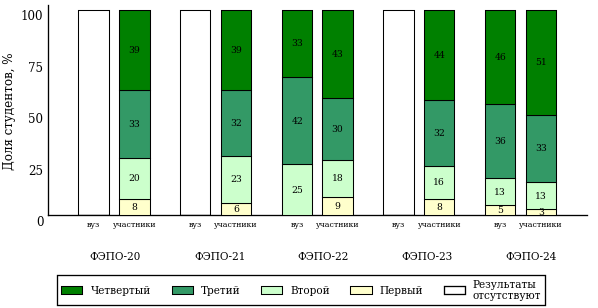 Доля студентов, %
100
75
50
25
0
39 39 33 43 44 46 51
33 32 42 30 32 36 33
20 23 25 18 16 13 13
8 6 9 8 5 3
вуз участники вуз участники вуз участники вуз участники вуз участники
ФЭПО-20 ФЭПО-21 ФЭПО-22 ФЭПО-23 ФЭПО-24
Четвертый Третий Второй Первый Результаты
отсутствуют